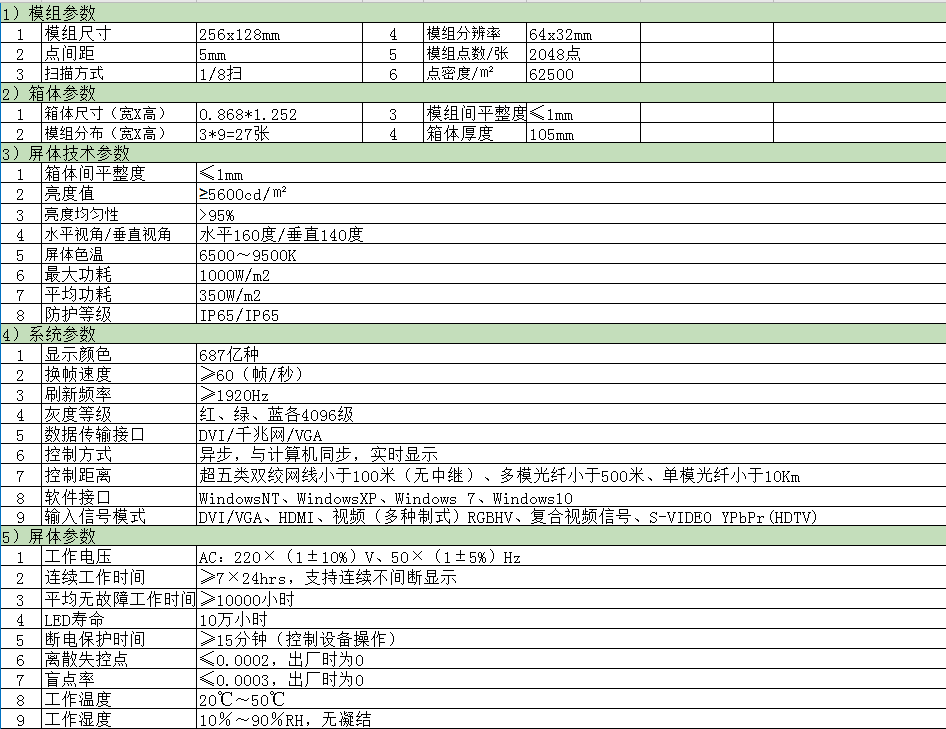 1）模组参数
1 模组尺寸 256x128mm 4 模组分辨率 64x32mm
2 点间距 5mm 5 模组点数/张 2048点
3 扫描方式 1/8扫 6 点密度/㎡ 62500
2）箱体参数
1 箱体尺寸（宽X高） 0.868*1.252 3 模组间平整度 ≤1mm
2 模组分布（宽X高） 3*9=27张 4 箱体厚度 105mm
3）屏体技术参数
1 箱体间平整度 ≤1mm
2 亮度值 ≥5600cd/㎡
3 亮度均匀性 >95%
4 水平视角/垂直视角 水平160度/垂直140度
5 屏体色温 6500～9500K
6 最大功耗 1000W/m2
7 平均功耗 350W/m2
8 防护等级 IP65/IP65
4）系统参数
1 显示颜色 687亿种
2 换帧速度 ≥60（帧/秒）
3 刷新频率 ≥1920Hz
4 灰度等级 红、绿、蓝各4096级
5 数据传输接口 DVI/千兆网/VGA
6 控制方式 异步，与计算机同步，实时显示
7 控制距离 超五类双绞网线小于100米（无中继）、多模光纤小于500米、单模光纤小于10Km
8 软件接口 WindowsNT、WindowsXP、Windows 7、Windows10
9 输入信号模式 DVI/VGA、HDMI、视频（多种制式）RGBHV、复合视频信号、S-VIDEO YPbPr(HDTV)
5）屏体参数
1 工作电压 AC：220×（1±10%）V、50×（1±5%）Hz
2 连续工作时间 ≥7×24hrs，支持连续不间断显示
3 平均无故障工作时间 ≥10000小时
4 LED寿命 10万小时
5 断电保护时间 ≥15分钟（控制设备操作）
6 离散失控点 ≤0.0002，出厂时为0
7 盲点率 ≤0.0003，出厂时为0
8 工作温度 20℃～50℃
9 工作湿度 10％～90％RH，无凝结